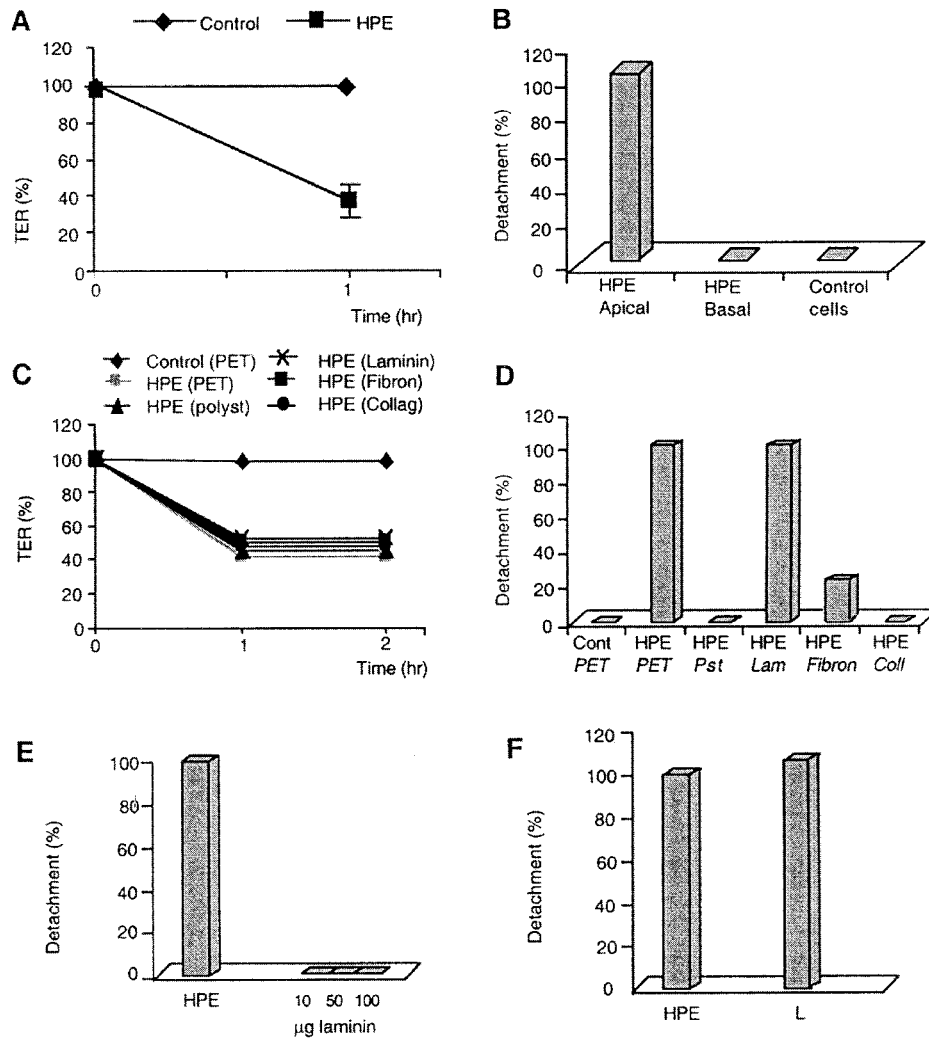 A
Control
HPE
120
100
80
60
40
20
0
TER (%)
0
1
Time (hr)
B
120
100
80
60
40
20
0
Detachment (%)
HPE
Apical
HPE
Basal
Control
cells
C
Control (PET)
HPE (Laminin)
HPE (PET)
HPE (Fibron)
HPE (polyst)
HPE (Collag)
120
100
80
60
40
20
0
TER (%)
0
1
2
Time (hr)
D
120
100
80
60
40
20
0
Detachment (%)
Cont HPE HPE HPE HPE HPE
PET PET Pst Lam Fibron Coll
E
100
80
60
40
20
0
Detachment (%)
HPE
10 50 100
μg laminin
F
120
100
80
60
40
20
0
Detachment (%)
HPE
L